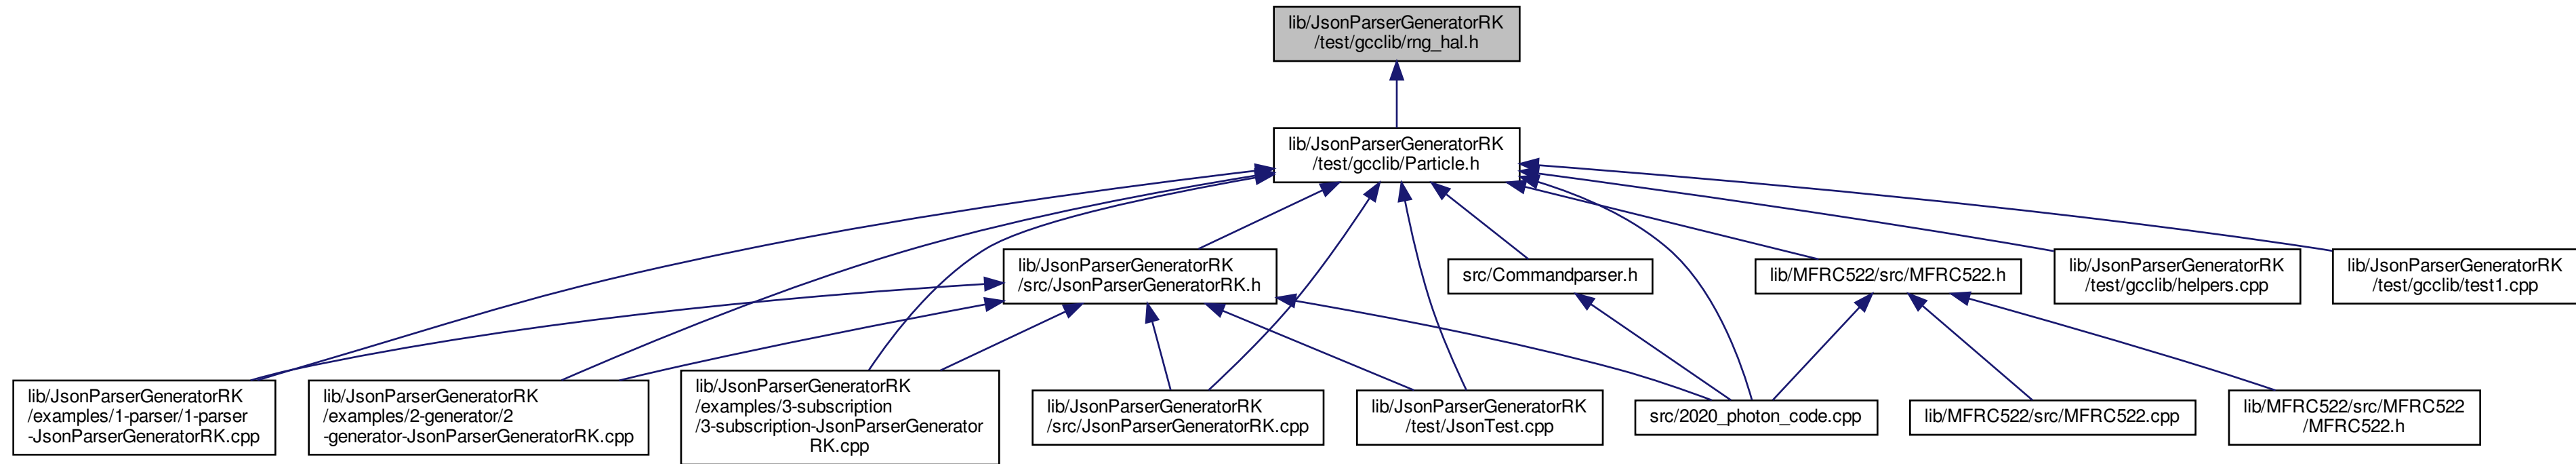 lib/JsonParserGeneratorRK
/test/gcclib/rng_hal.h
lib/JsonParserGeneratorRK
/test/gcclib/Particle.h
lib/JsonParserGeneratorRK
/src/JsonParserGeneratorRK.h
src/Commandparser.h
lib/MFRC522/src/MFRC522.h
lib/JsonParserGeneratorRK
/test/gcclib/helpers.cpp
lib/JsonParserGeneratorRK
/test/gcclib/test1.cpp
lib/JsonParserGeneratorRK
/examples/1-parser/1-parser
-JsonParserGeneratorRK.cpp
lib/JsonParserGeneratorRK
/examples/2-generator/2
-generator-JsonParserGeneratorRK.cpp
lib/JsonParserGeneratorRK
/examples/3-subscription
/3-subscription-JsonParserGenerator
RK.cpp
lib/JsonParserGeneratorRK
/src/JsonParserGeneratorRK.cpp
lib/JsonParserGeneratorRK
/test/JsonTest.cpp
src/2020_photon_code.cpp
lib/MFRC522/src/MFRC522.cpp
lib/MFRC522/src/MFRC522
/MFRC522.h